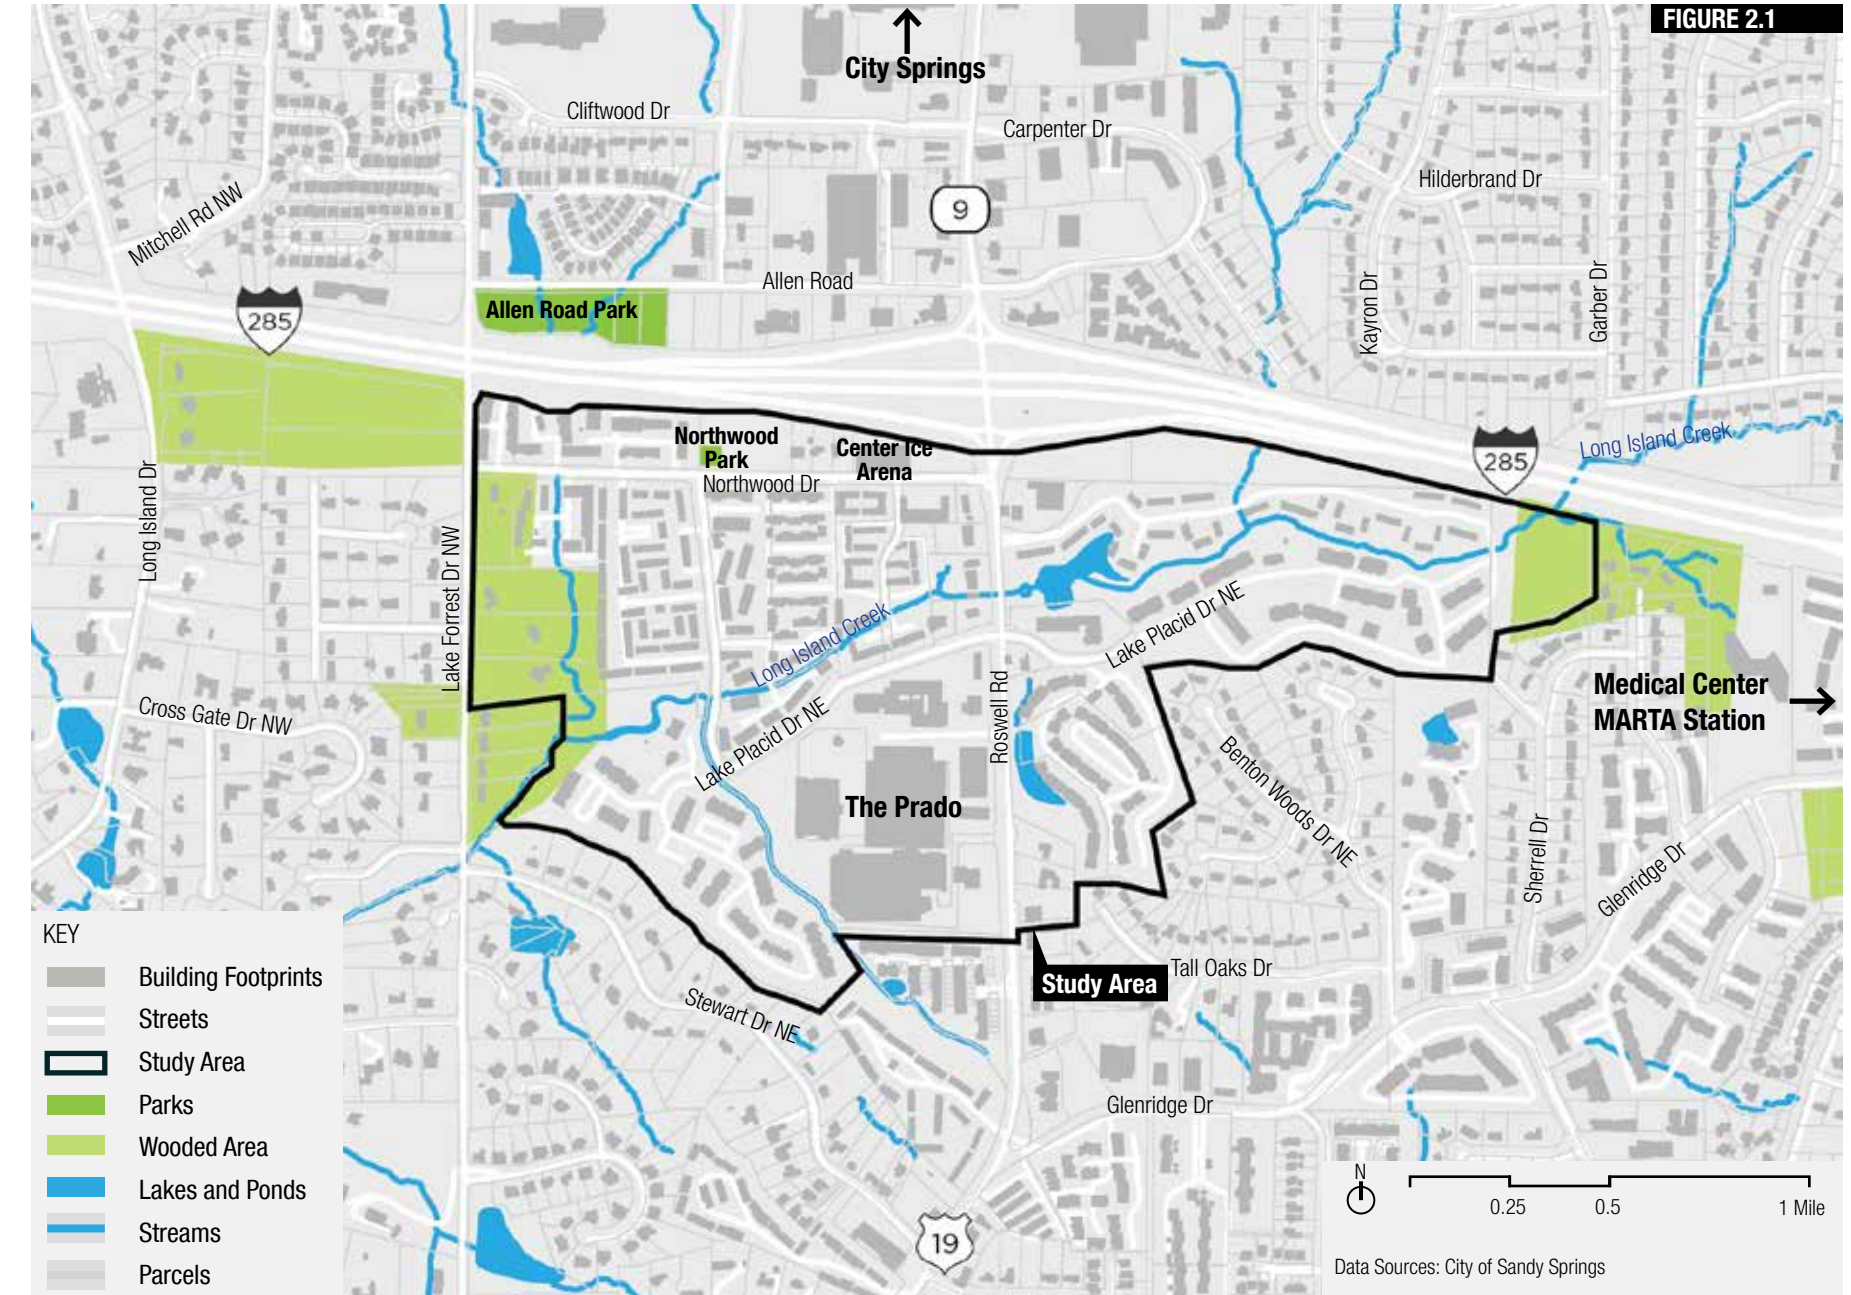 FIGURE 2.1
City Springs
Cliftwood Dr
Carpenter Dr
Hilderbrand Dr
Mitchell Rd NW
9
Allen Road
Kayron Dr
Garber Dr
285
Allen Road Park
Northwood
Park
Center Ice
Arena
Northwood Dr
Long Island Creek
285
Long Island Dr
Lake Forrest Dr NW
Lake Placid Dr NE
Long Island Creek
Cross Gate Dr NW
Lake Placid Dr NE
Roswell Rd
Medical Center
MARTA Station
Benton Woods Dr NE
The Prado
Sherrell Dr
Glenridge Dr
Study Area
Tall Oaks Dr
Stewart Dr NE
Glenridge Dr
19
KEY
Building Footprints
Streets
Study Area
Parks
Wooded Area
Lakes and Ponds
Streams
Parcels
N
0.25
0.5
1 Mile
Data Sources: City of Sandy Springs